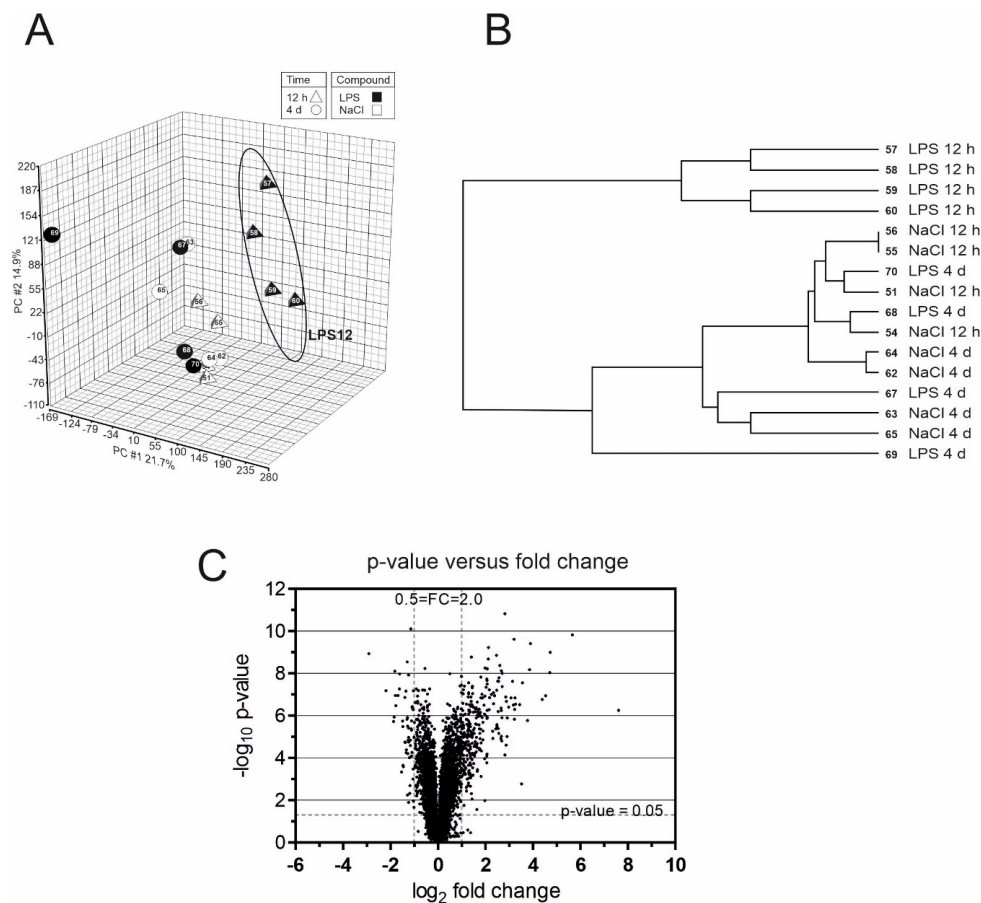 A
Time
12 h
4 d
Compound
LPS
NaCl
220
187
154
121
88
55
22
-10
-43
-76
-110
PC #2 14.9%
-169
-124
-79
-34
10
55
100
145
190
235
280
PC #1 21.7%
57
58
59
60
LPS12
69
67
63
65
66
55
68
64
62
70
51
B
57 LPS 12 h
58 LPS 12 h
59 LPS 12 h
60 LPS 12 h
56 NaCl 12 h
55 NaCl 12 h
70 LPS 4 d
51 NaCl 12 h
68 LPS 4 d
54 NaCl 12 h
64 NaCl 4 d
62 NaCl 4 d
67 LPS 4 d
63 NaCl 4 d
65 NaCl 4 d
69 LPS 4 d
C
p-value versus fold change
0.5=FC=2.0
12
10
8
6
4
2
0
-log10 p-value
p-value = 0.05
-6 -4 -2 0 2 4 6 8 10
log2 fold change